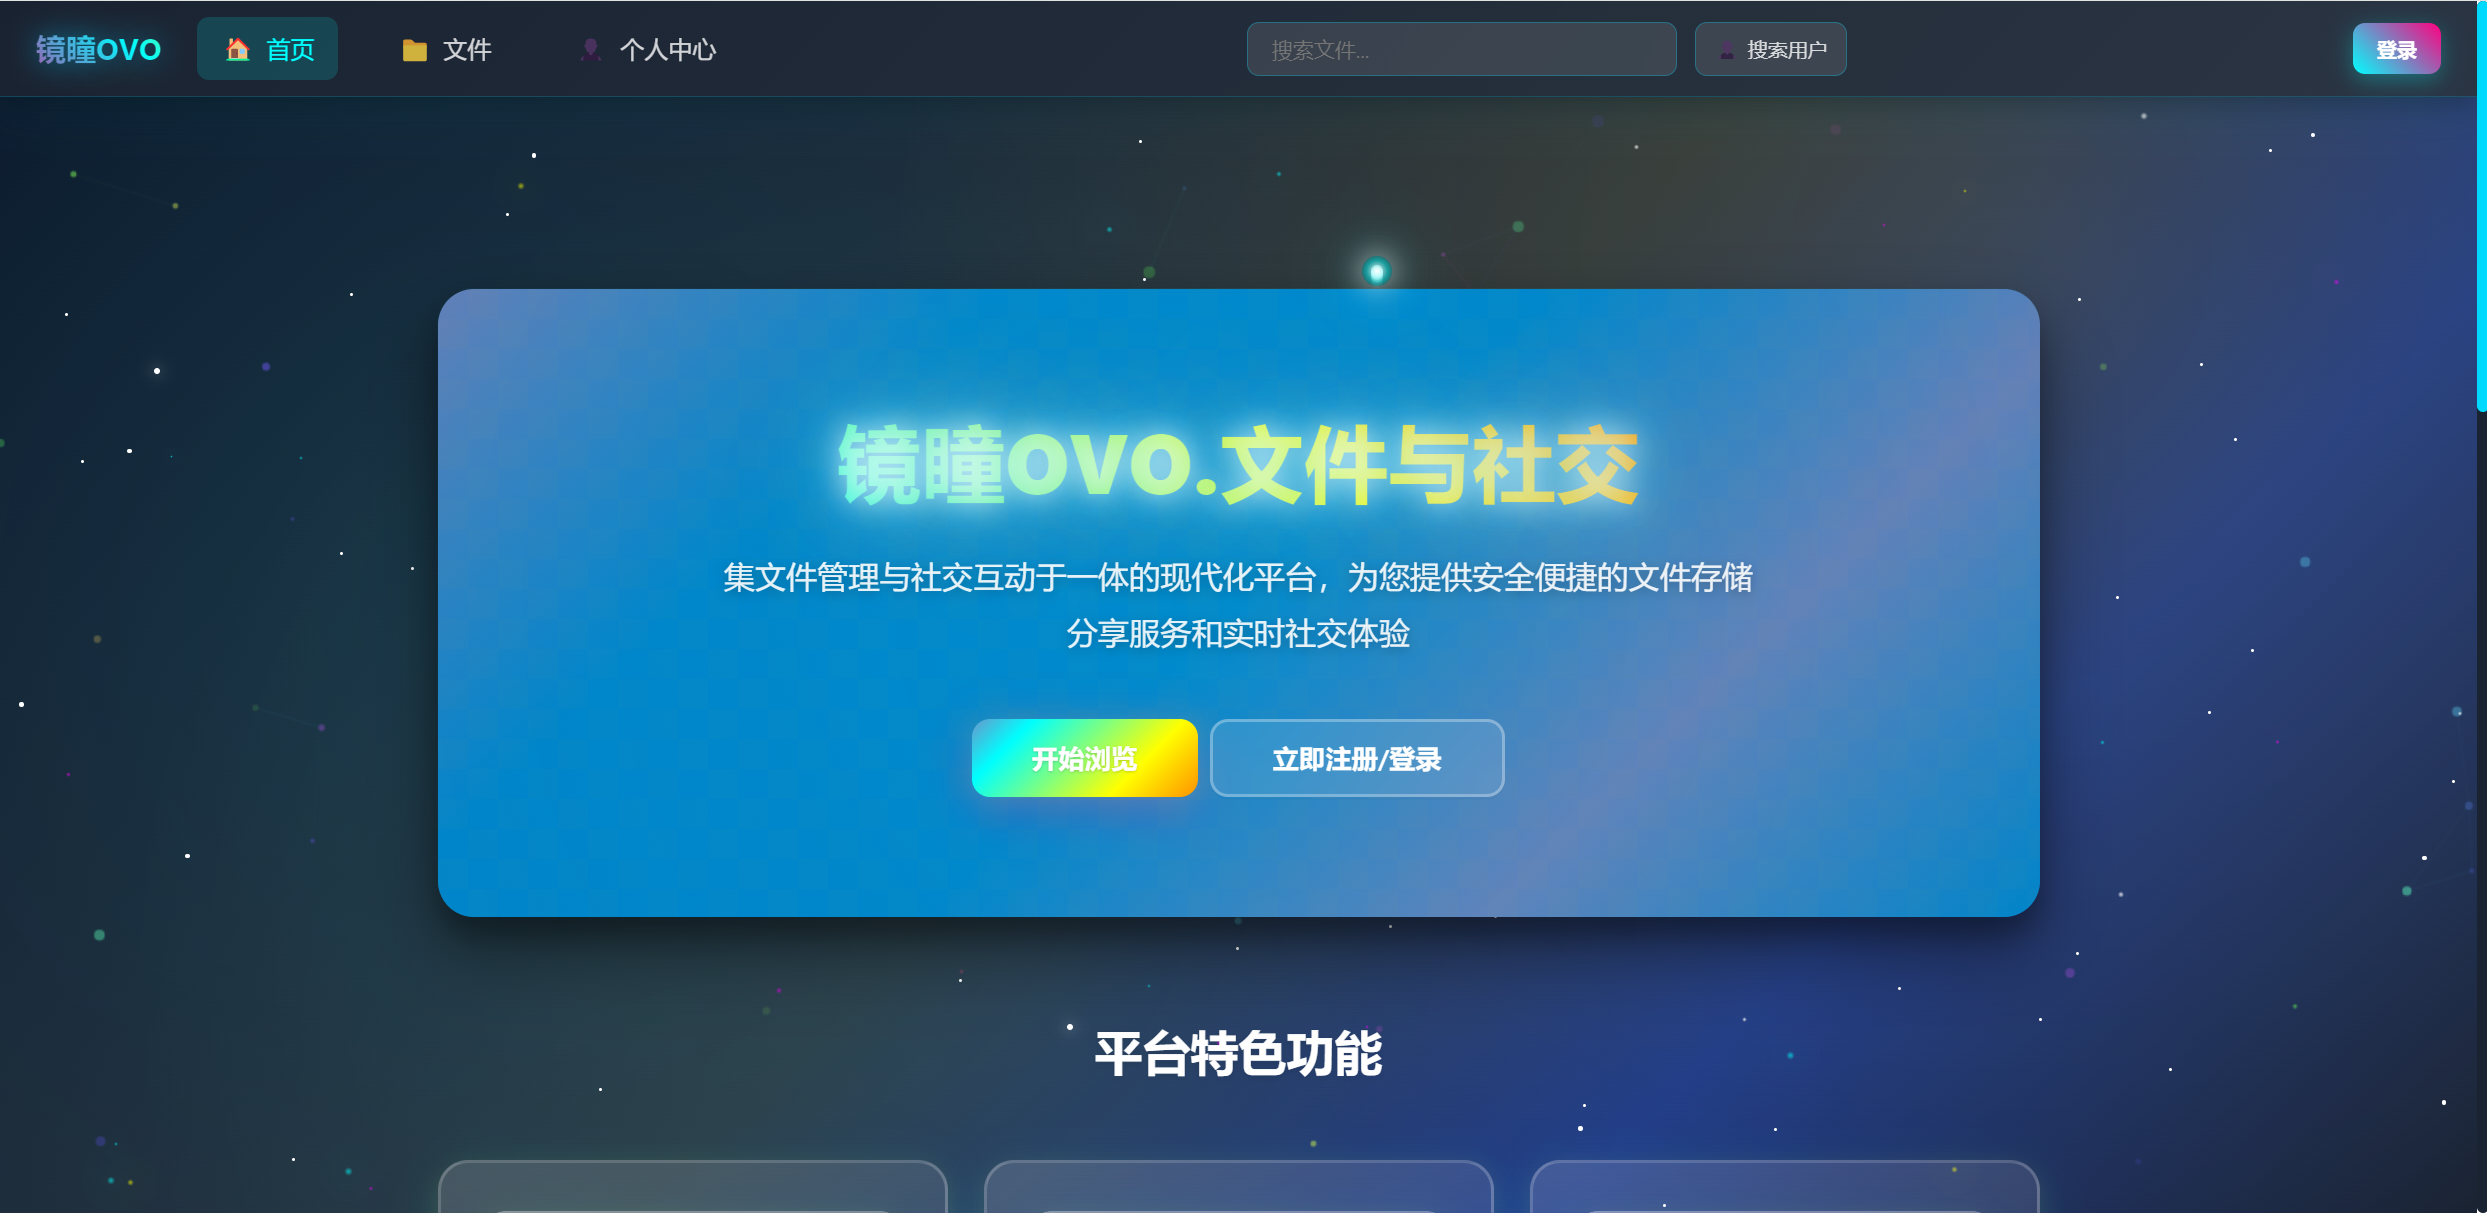 镜瞳OVO
首页
文件
个人中心
搜索文件...
搜索用户
登录
镜瞳OVO.文件与社交
集文件管理与社交互动于一体的现代化平台，为您提供安全便捷的文件存储
分享服务和实时社交体验
开始浏览
立即注册/登录
平台特色功能